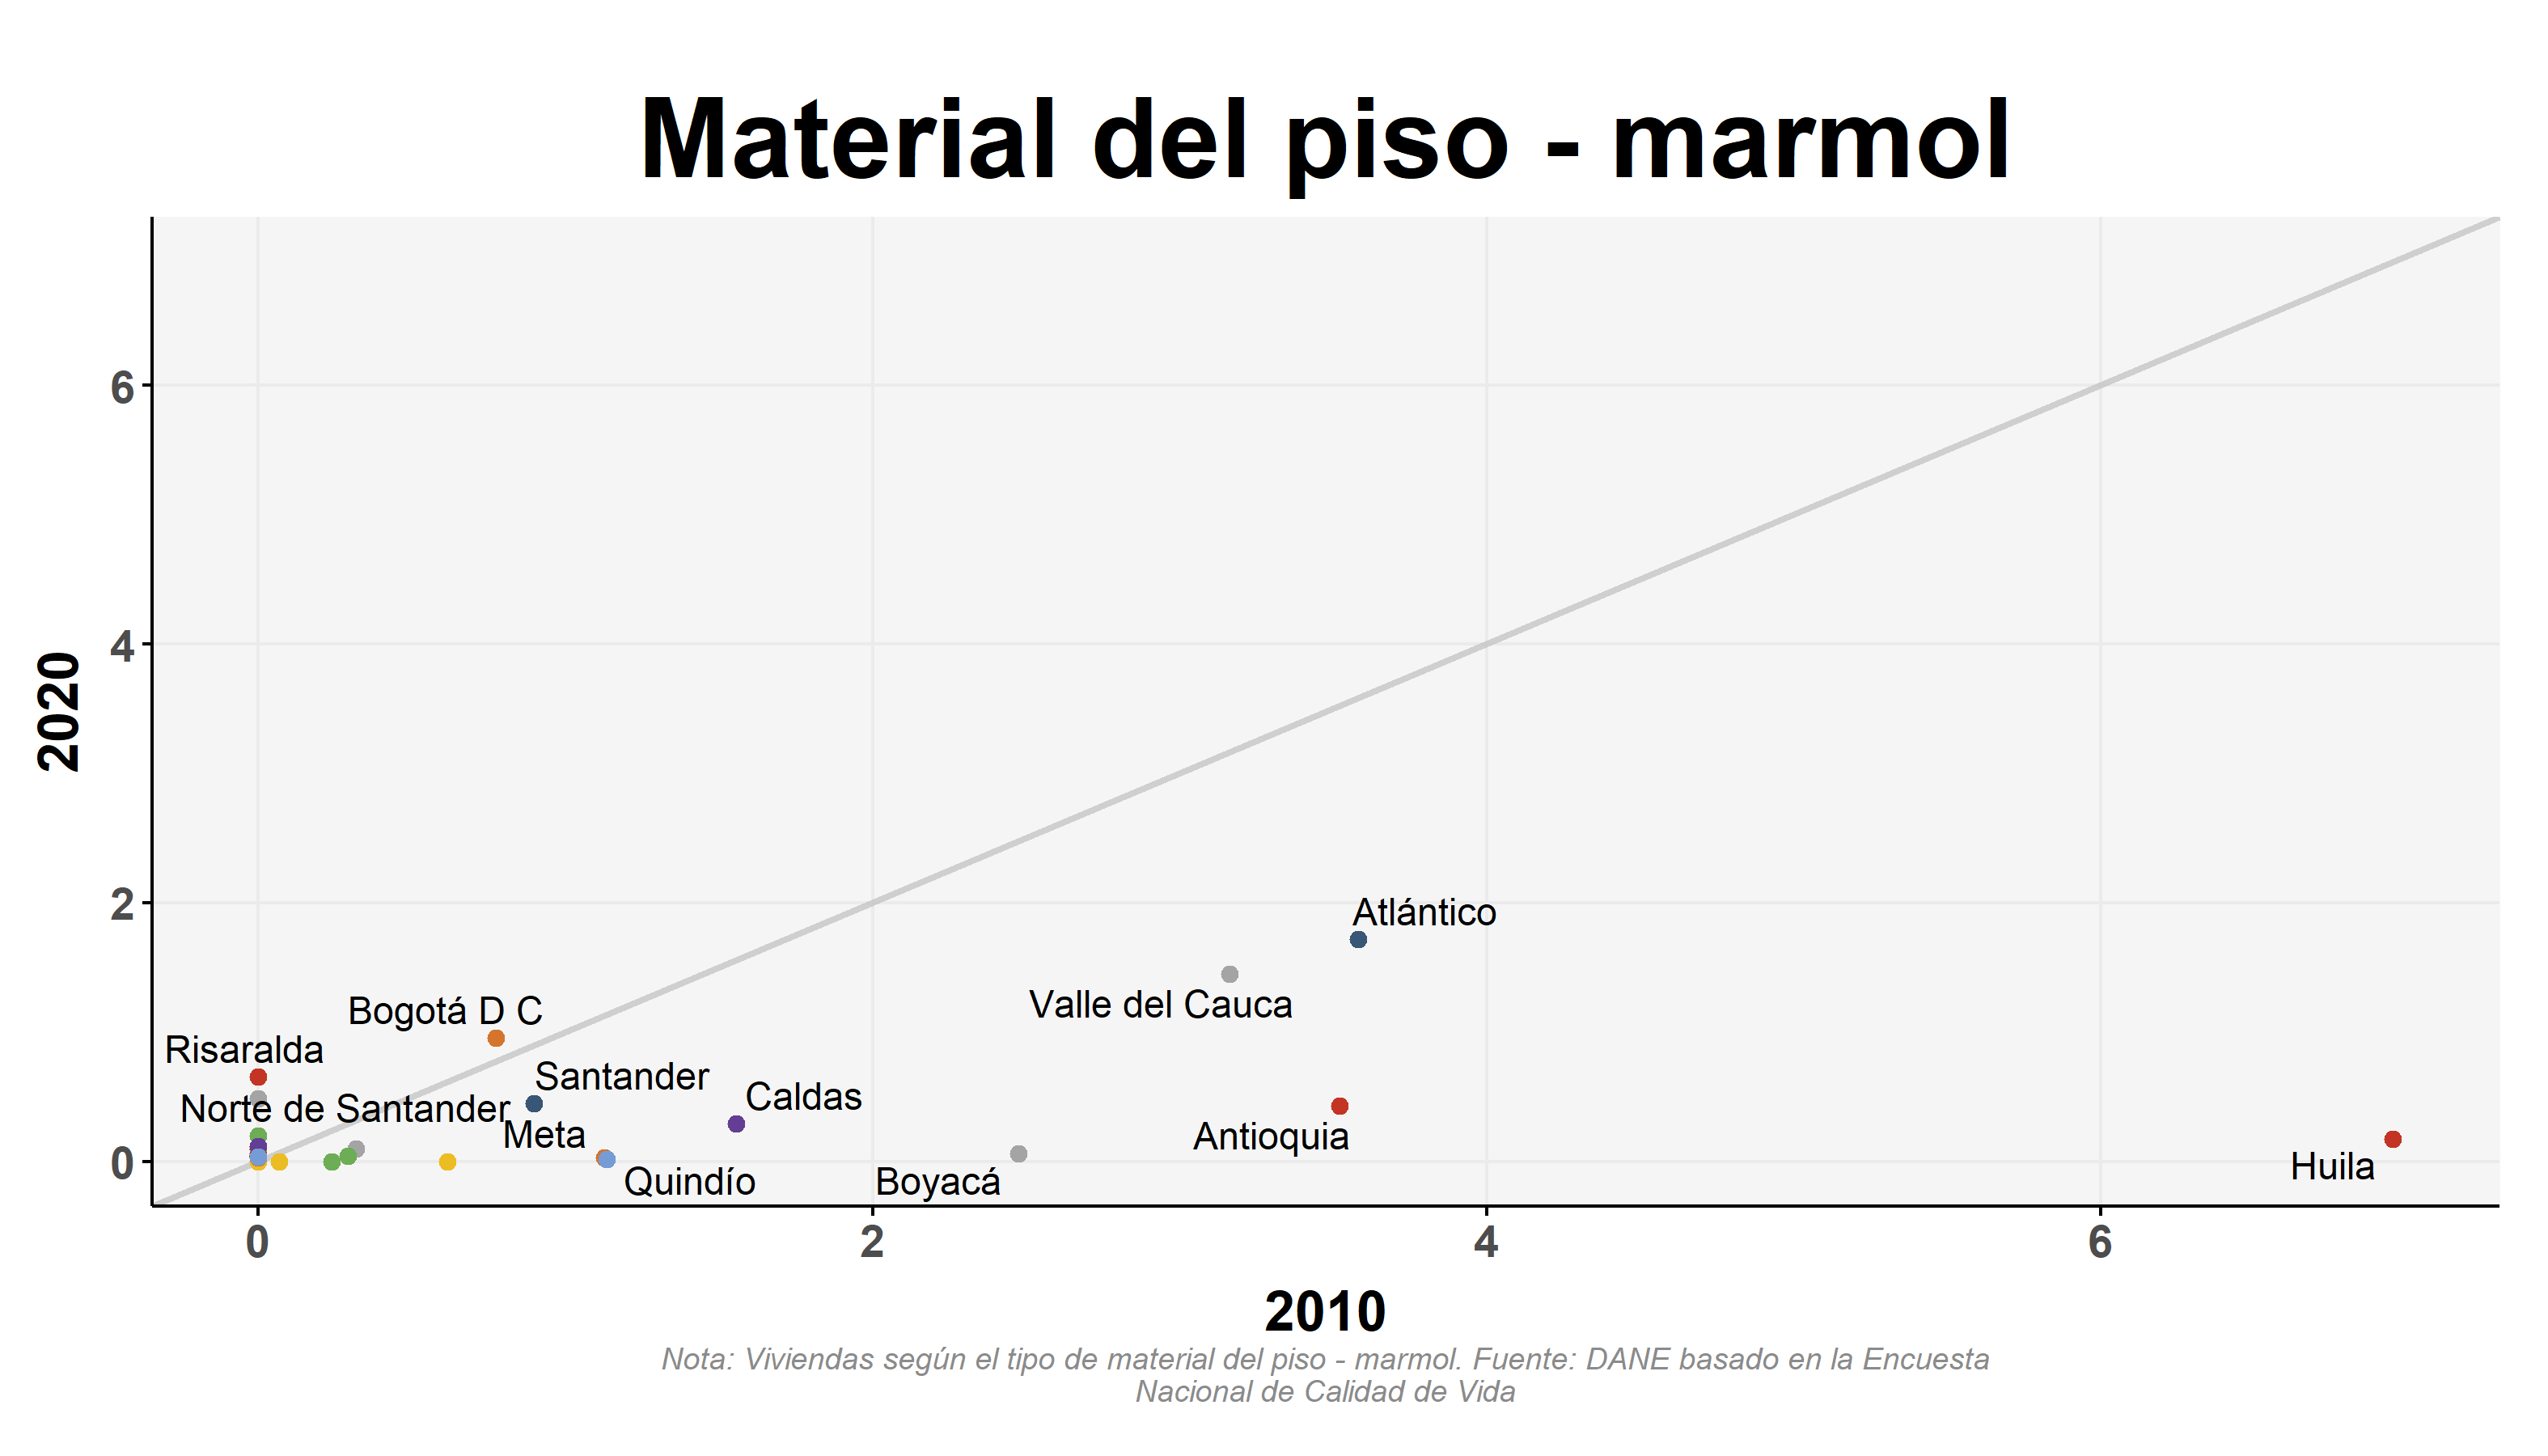 Material del piso - marmol
2020
6
4
2
0
Atlántico
Valle del Cauca
Bogotá D C
Risaralda
Santander
Caldas
Norte de Santander
Meta
Antioquia
Huila
Quindío
Boyacá
0 2 4 6
2010
Nota: Viviendas según el tipo de material del piso - marmol. Fuente: DANE basado en la Encuesta
Nacional de Calidad de Vida